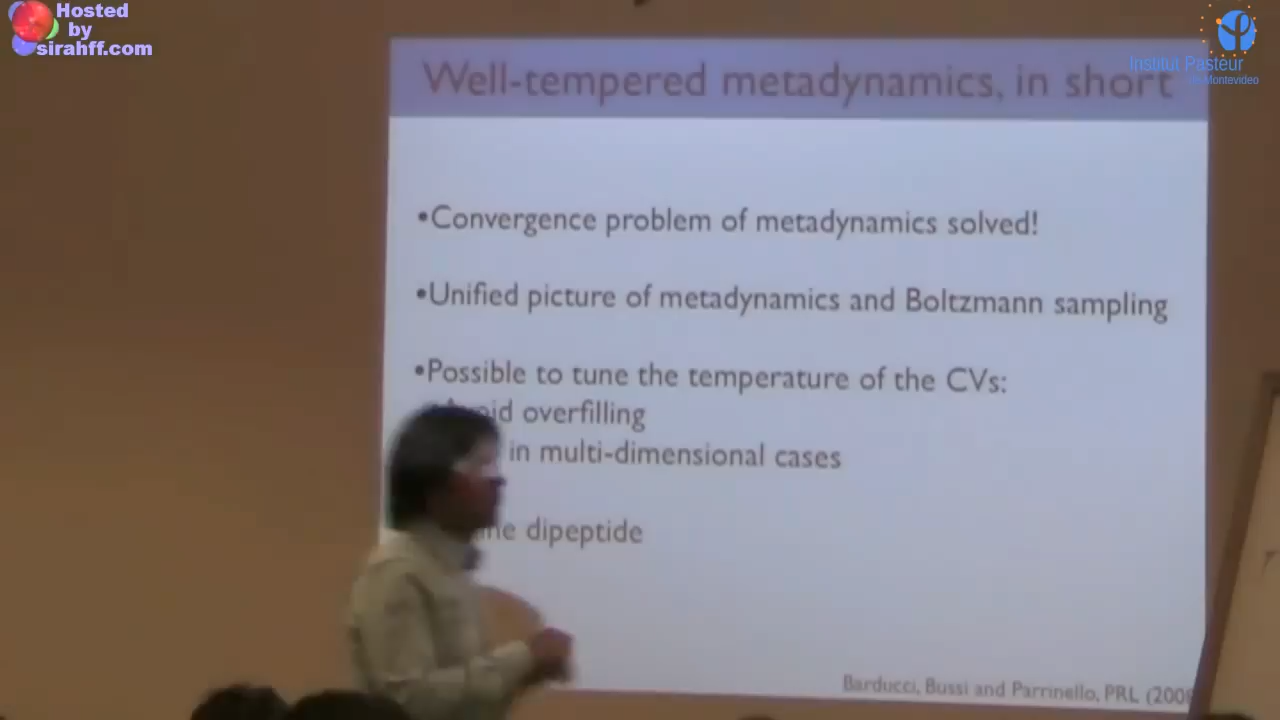 Hosted
by
sirahff.com
Institut Pasteur
Montevideo
Well-tempered metadynamics, in short
•Convergence problem of metadynamics solved!
•Unified picture of metadynamics and Boltzmann sampling
•Possible to tune the temperature of the CVs:
overfilling
in multi-dimensional cases
dipeptide
Barducci, Bussi and Parrinello, PRL (2008